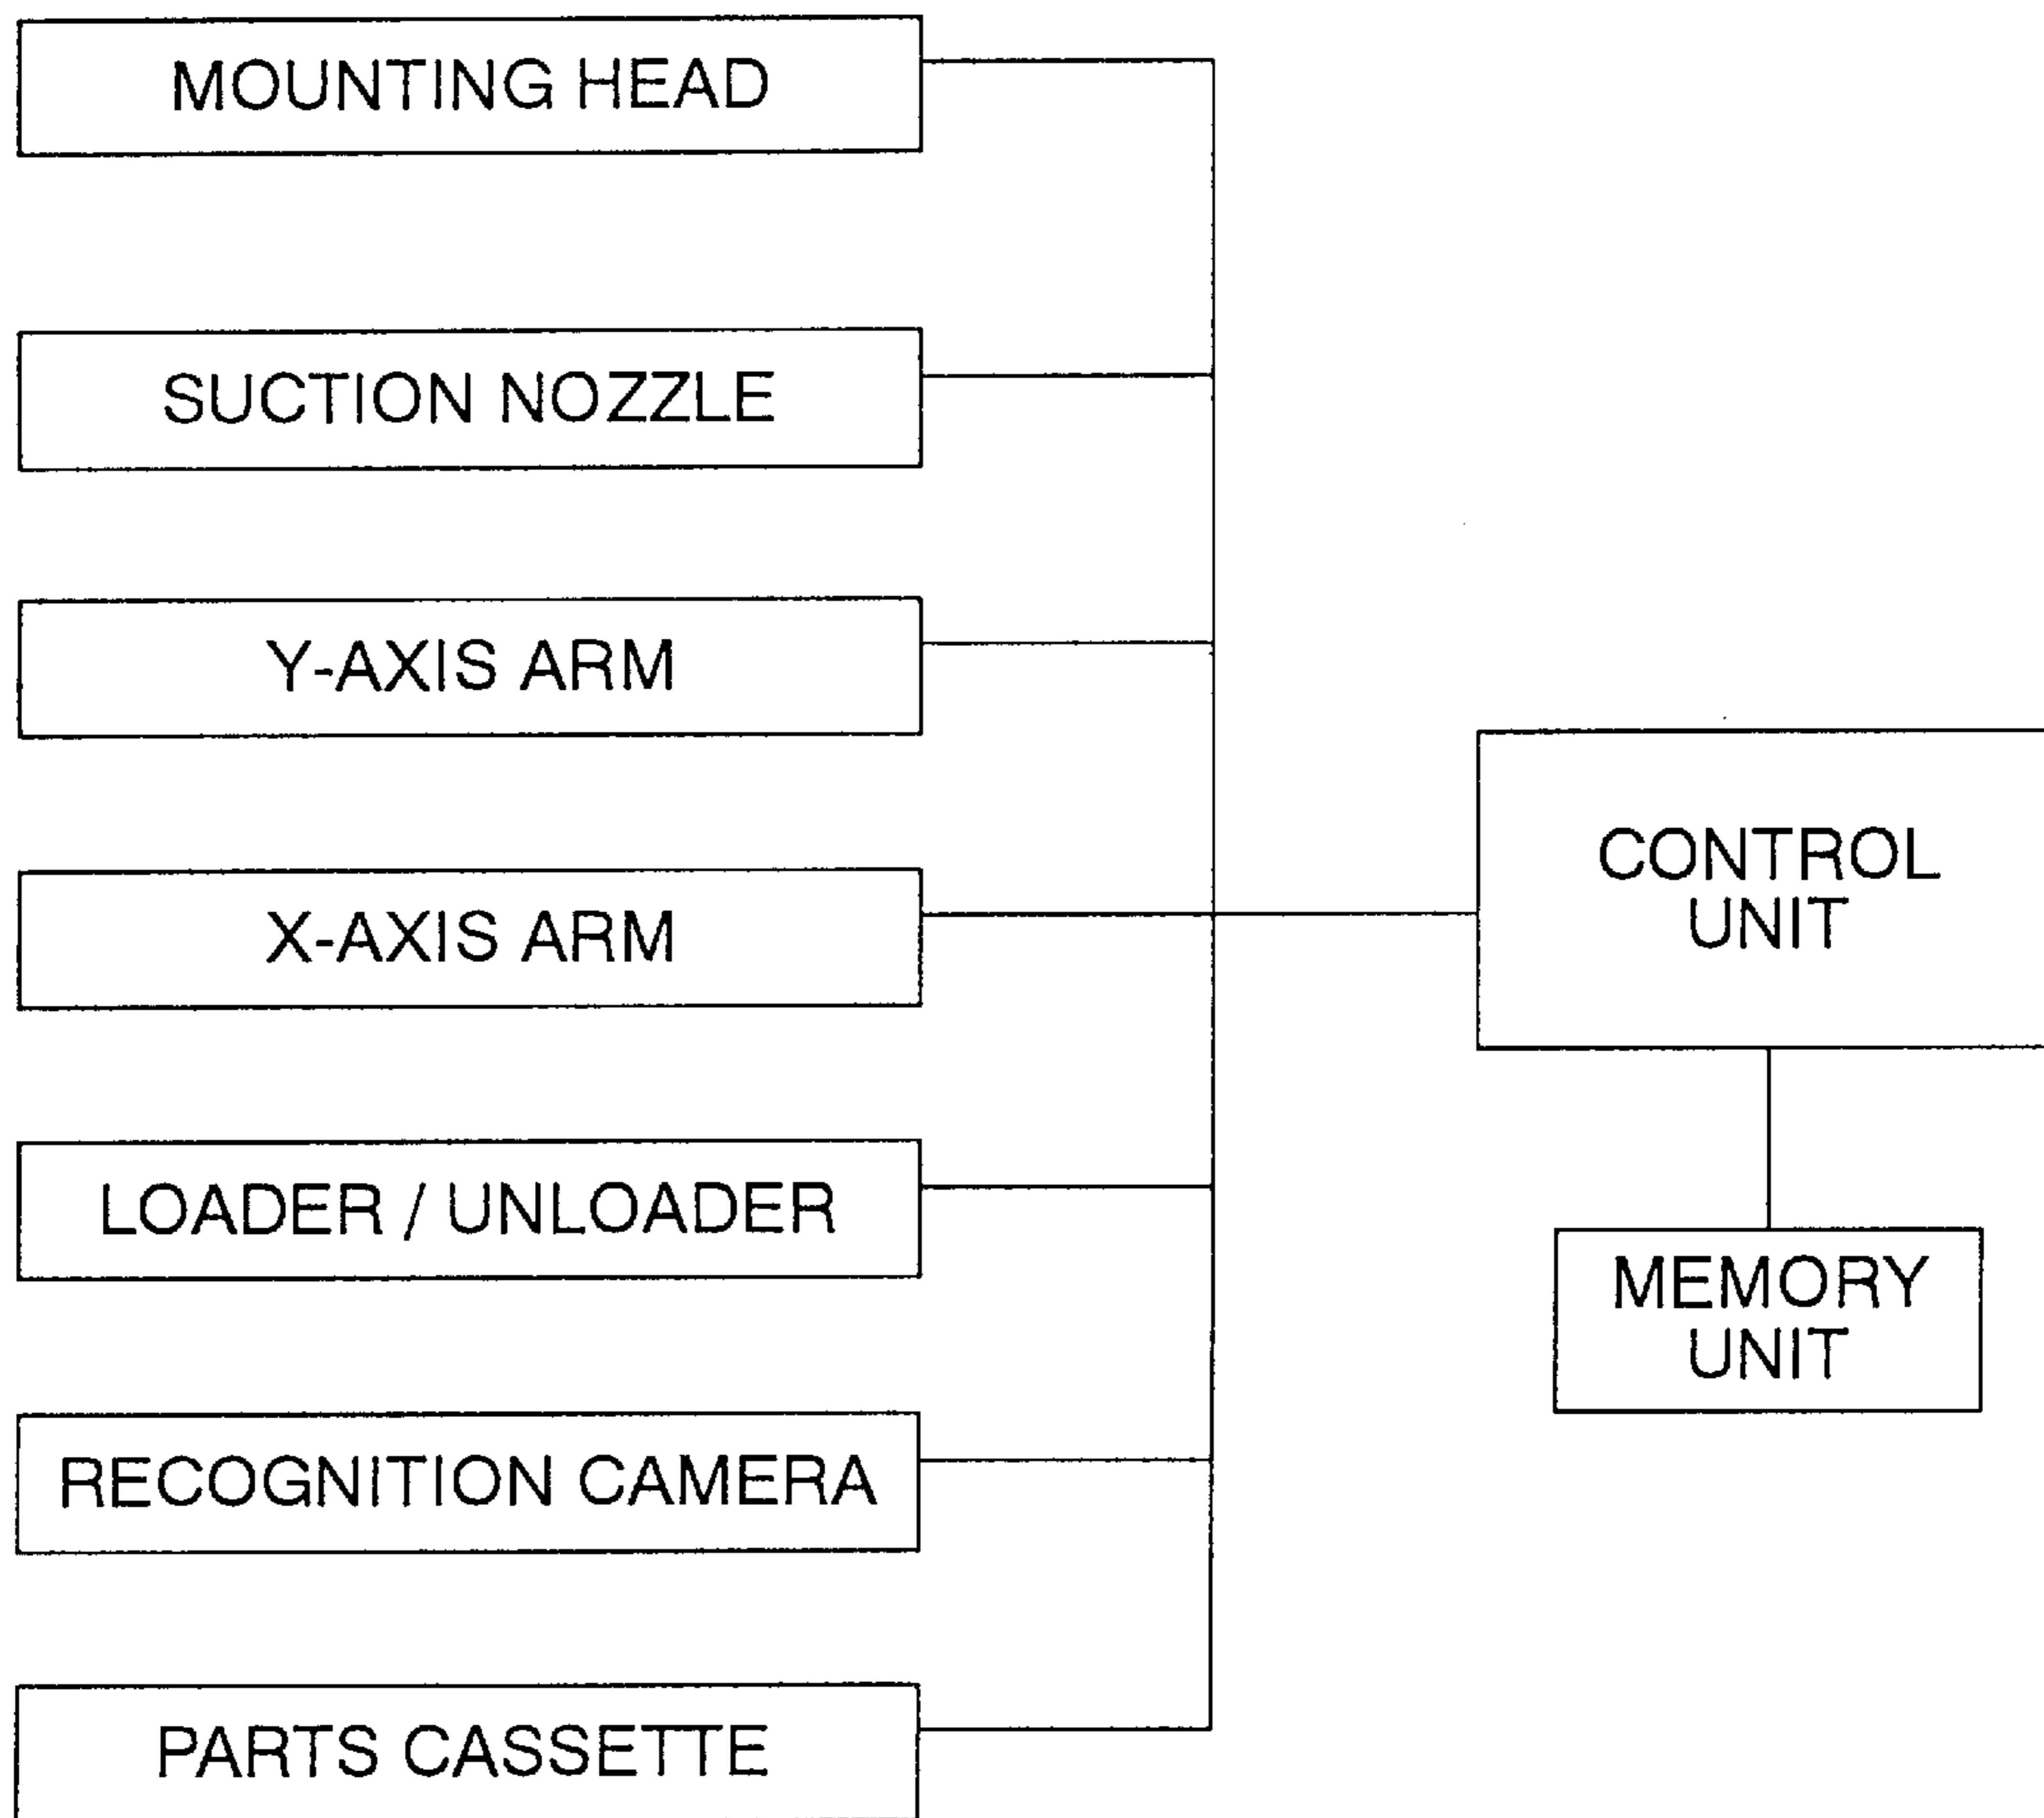 MOUNTING HEAD
SUCTION NOZZLE
Y-AXIS ARM
X-AXIS ARM
CONTROL
UNIT
LOADER / UNLOADER
MEMORY
UNIT
RECOGNITION CAMERA
PARTS CASSETTE